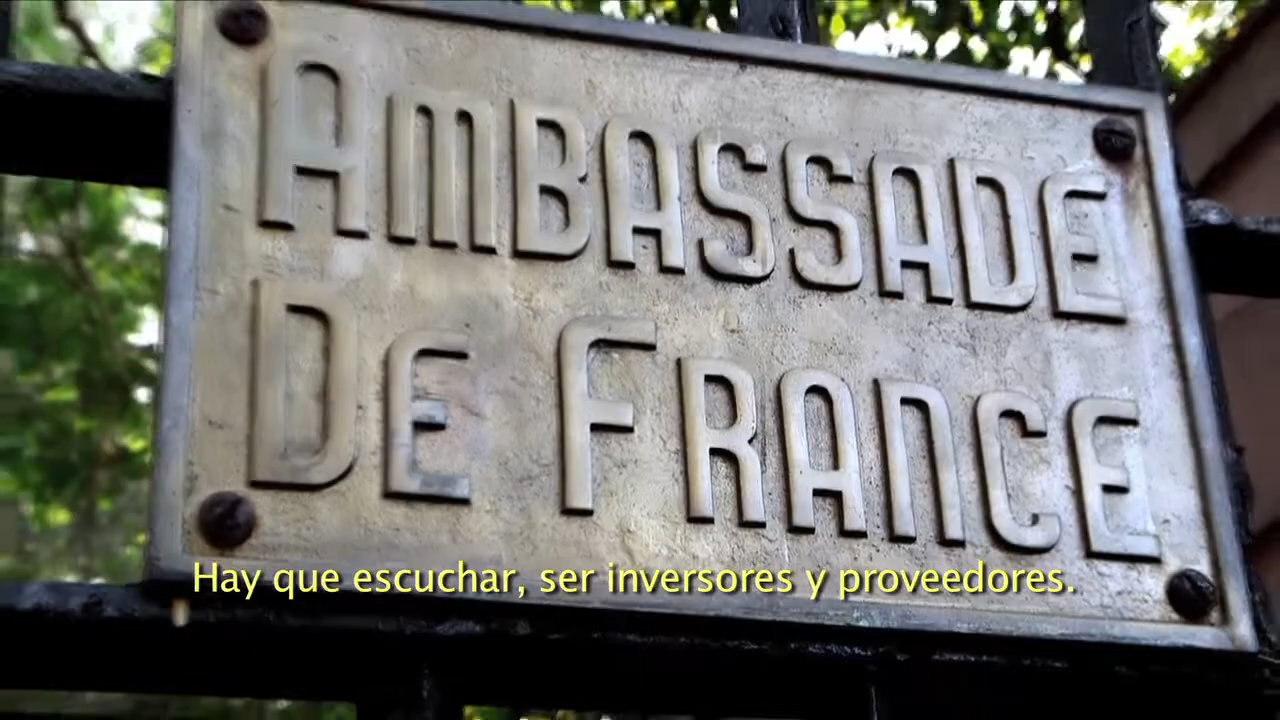 AMBASSADE
DE FRANCE
Hay que escuchar, ser inversores y proveedores.